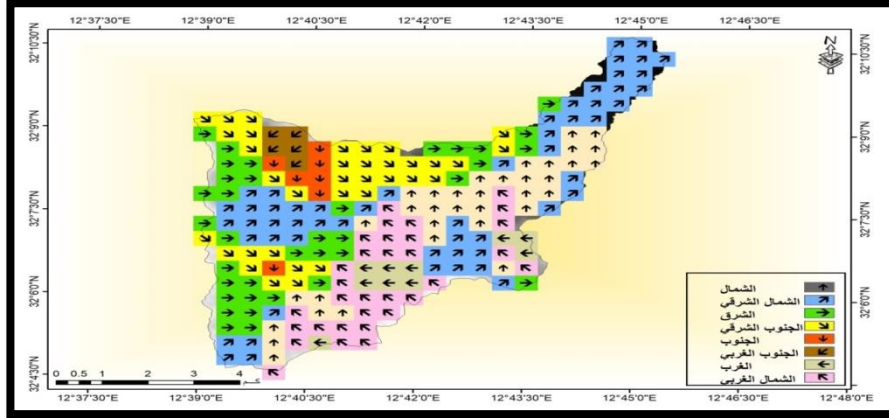 12°37'30"E 12°39'0"E 12°40'30"E 12°42'0"E 12°43'30"E 12°45'0"E 12°46'30"E
32°10'30"N
32°9'0"N
32°7'30"N
32°6'0"N
32°4'30"N
N
32°10'30"N
32°9'0"N
32°7'30"N
32°6'0"N
الشمال
الشمال الشرقي
الشرق
الجنوب الشرقي
الجنوب
الجنوب الغربي
الغرب
الشمال الغربي
0 0.5 1 2 3 4 كم
12°37'30"E 12°39'0"E 12°40'30"E 12°42'0"E 12°43'30"E 12°45'0"E 12°46'30"E 12°48'0"E